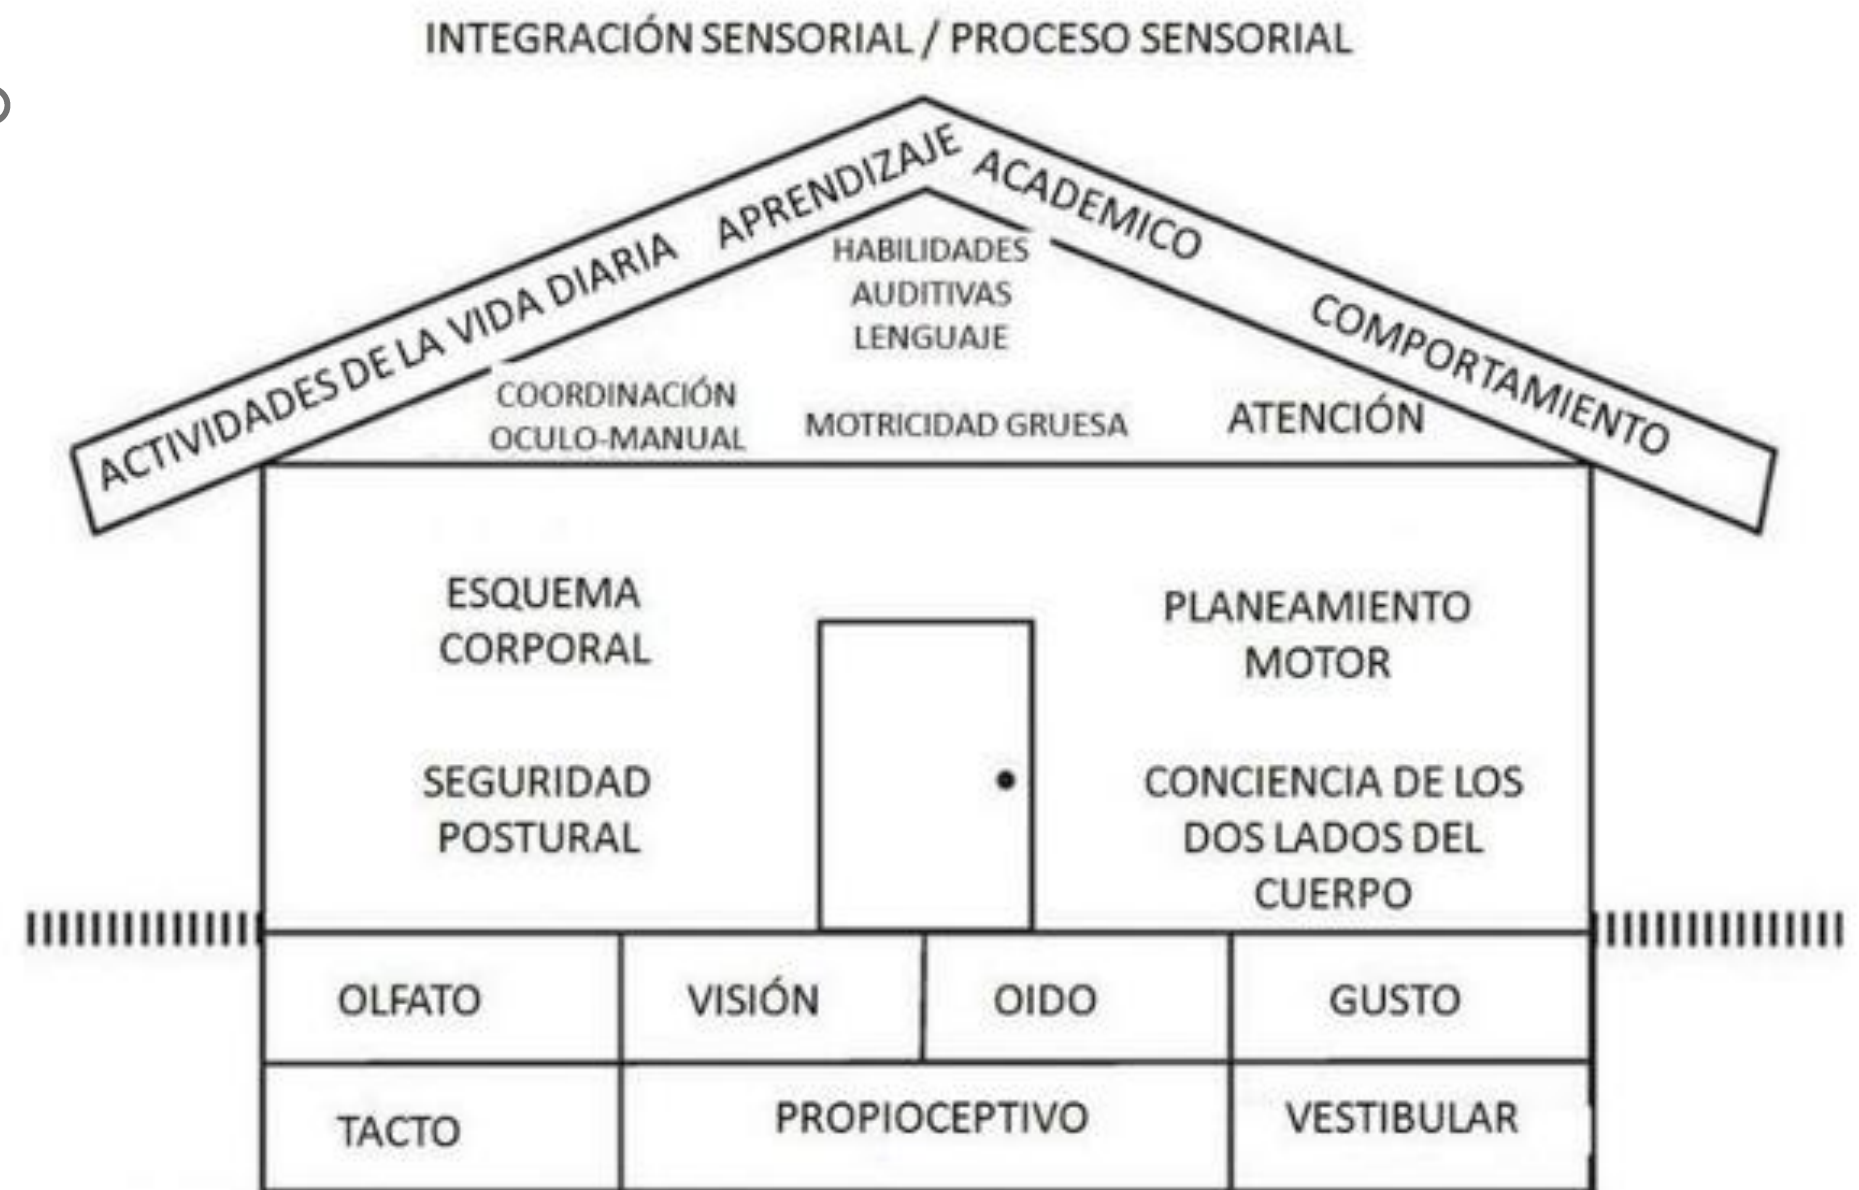 INTEGRACIÓN SENSORIAL / PROCESO SENSORIAL
ACTIVIDADES DE LA VIDA DIARIA APRENDIZAJE ACADEMICO COMPORTAMIENTO
HABILIDADES
AUDITIVAS
LENGUAJE
COORDINACIÓN
OCULO-MANUAL
MOTRICIDAD GRUESA
ATENCIÓN
ESQUEMA
CORPORAL
PLANEAMIENTO
MOTOR
SEGURIDAD
POSTURAL
CONCIENCIA DE LOS
DOS LADOS DEL
CUERPO
OLFATO
VISIÓN
OIDO
GUSTO
TACTO
PROPIOCEPTIVO
VESTIBULAR